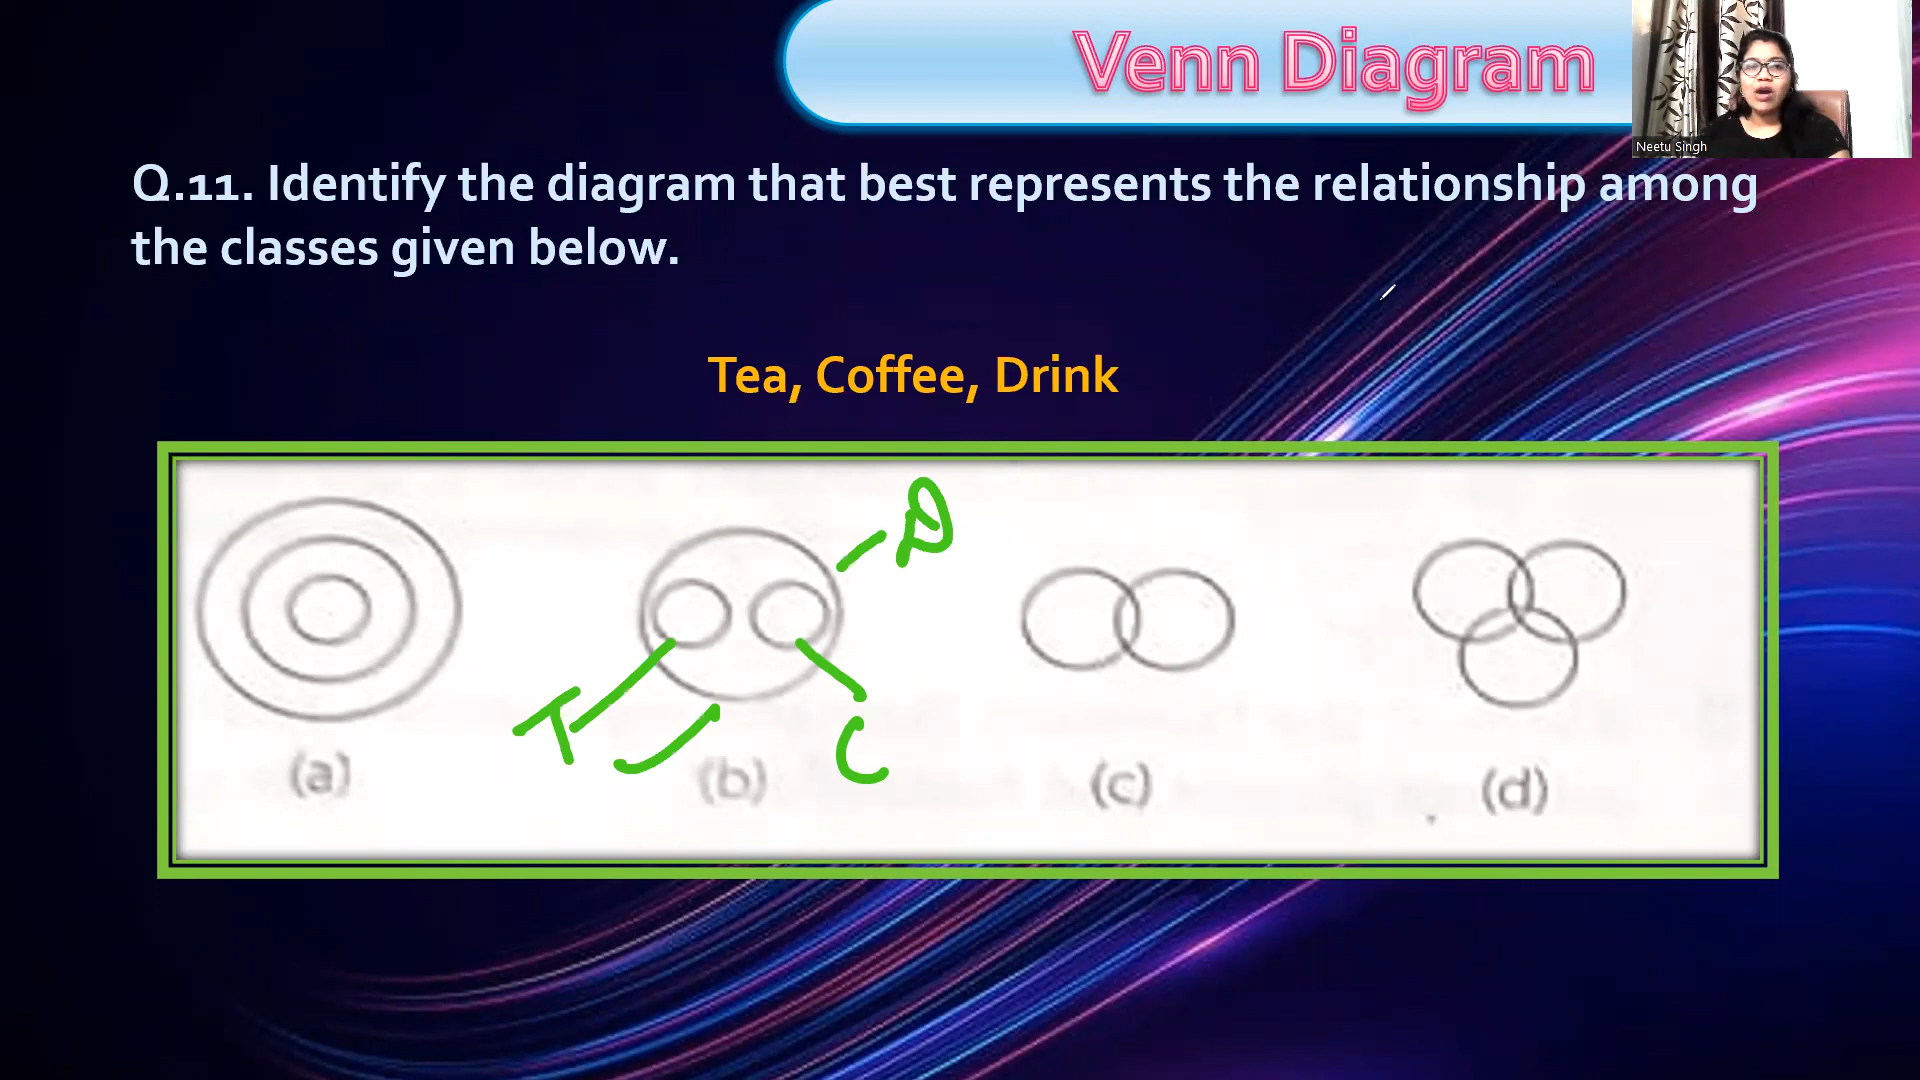 Venn Diagram
Neetu Singh
Q.11. Identify the diagram that best represents the relationship among
the classes given below.
Tea, Coffee, Drink
D
T
C
(a)
(b)
(c)
(d)